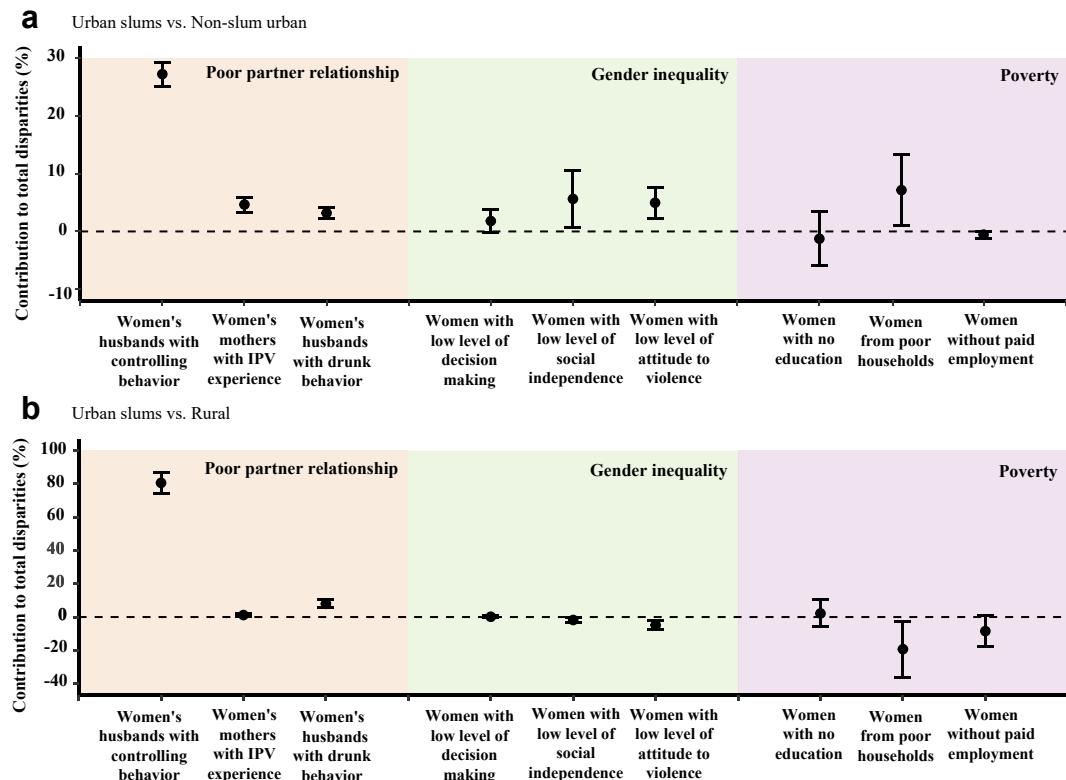 a Urban slums vs. Non-slum urban
Contribution to total disparities (%)
30
20
10
0
-10
Poor partner relationship
Gender inequality
Poverty
Women's
husbands with
controlling
behavior
Women's
mothers
with IPV
experience
Women's
husbands
with drunk
behavior
Women with
low level of
decision
making
Women with
low level of
social
independence
Women with
low level of
attitude to
violence
Women
with no
education
Women
from poor
households
Women
without paid
employment
b Urban slums vs. Rural
Contribution to total disparities (%)
100
80
60
40
20
0
-20
-40
Poor partner relationship
Gender inequality
Poverty
Women's
husbands with
controlling
behavior
Women's
mothers
with IPV
experience
Women's
husbands
with drunk
behavior
Women with
low level of
decision
making
Women with
low level of
social
independence
Women with
low level of
attitude to
violence
Women
with no
education
Women
from poor
households
Women
without paid
employment